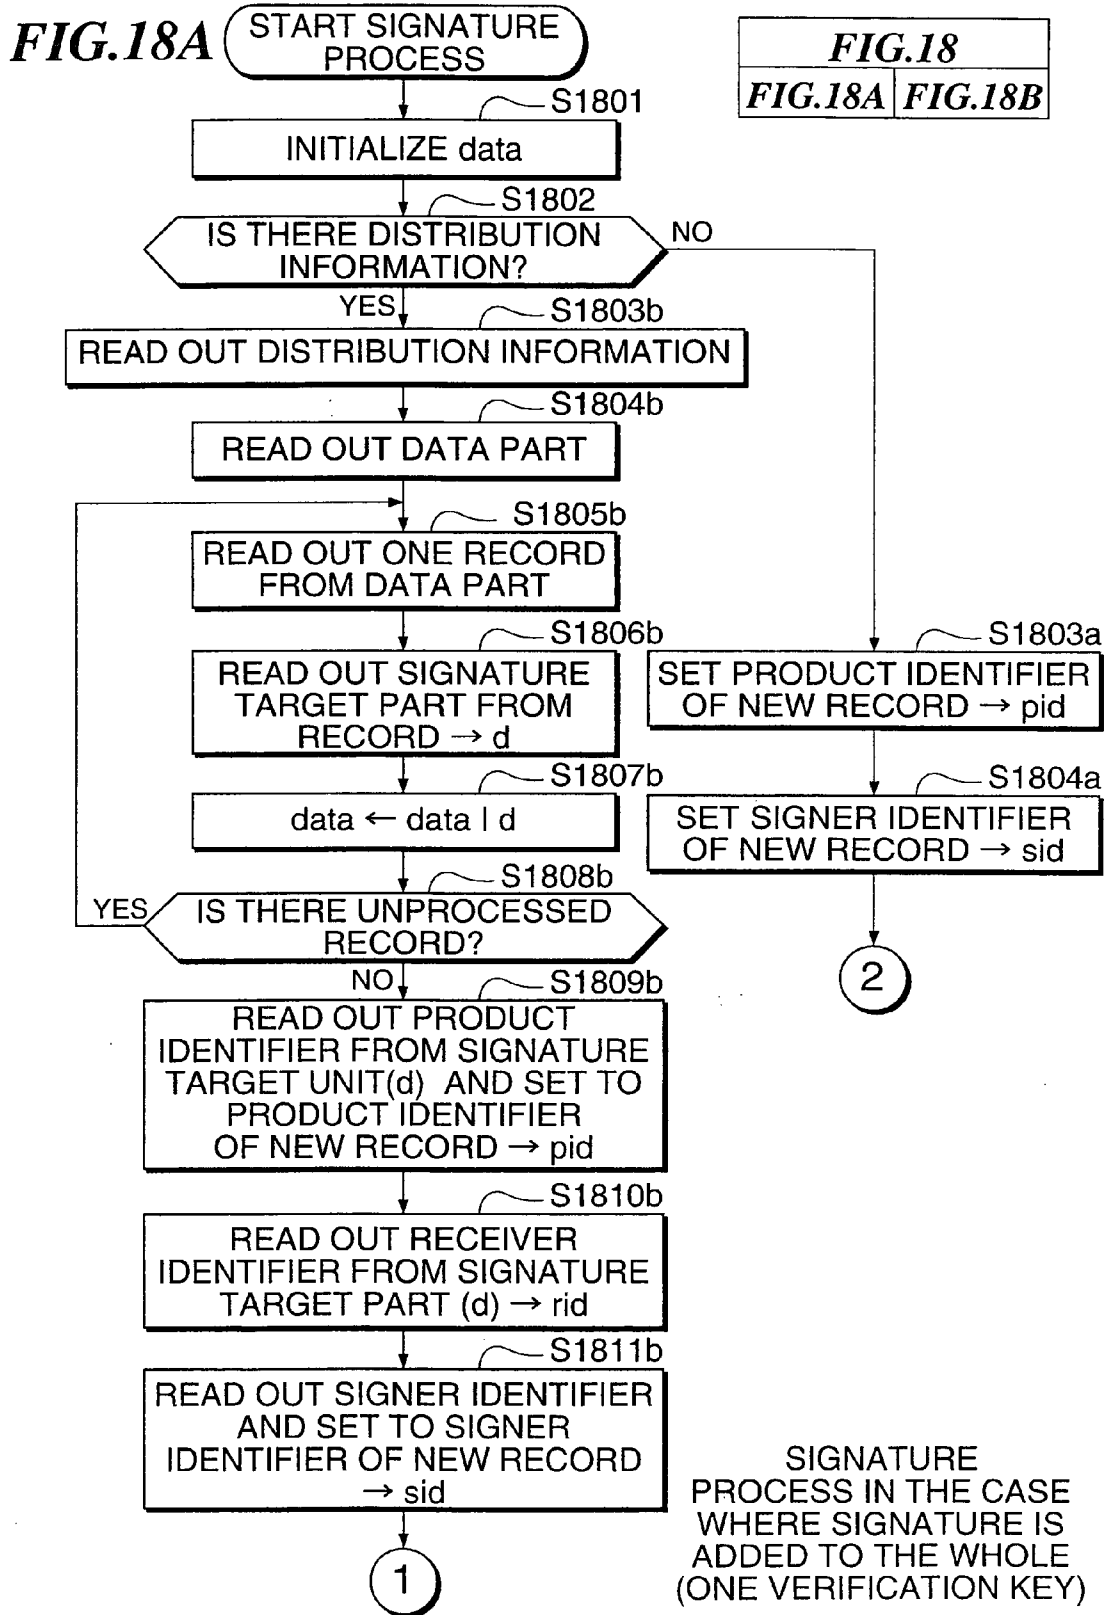 FIG.18A
START SIGNATURE
PROCESS
FIG.18
FIG.18A FIG.18B
S1801
INITIALIZE data
S1802
IS THERE DISTRIBUTION
INFORMATION?
NO
YES
S1803b
READ OUT DISTRIBUTION INFORMATION
S1804b
READ OUT DATA PART
S1805b
READ OUT ONE RECORD
FROM DATA PART
S1806b
READ OUT SIGNATURE
TARGET PART FROM
RECORD → d
S1803a
SET PRODUCT IDENTIFIER
OF NEW RECORD → pid
S1807b
data ← data | d
S1804a
SET SIGNER IDENTIFIER
OF NEW RECORD → sid
S1808b
YES
IS THERE UNPROCESSED
RECORD?
2
NO
S1809b
READ OUT PRODUCT
IDENTIFIER FROM SIGNATURE
TARGET UNIT(d) AND SET TO
PRODUCT IDENTIFIER
OF NEW RECORD → pid
S1810b
READ OUT RECEIVER
IDENTIFIER FROM SIGNATURE
TARGET PART (d) → rid
S1811b
READ OUT SIGNER IDENTIFIER
AND SET TO SIGNER
IDENTIFIER OF NEW RECORD
→ sid
1
SIGNATURE
PROCESS IN THE CASE
WHERE SIGNATURE IS
ADDED TO THE WHOLE
(ONE VERIFICATION KEY)